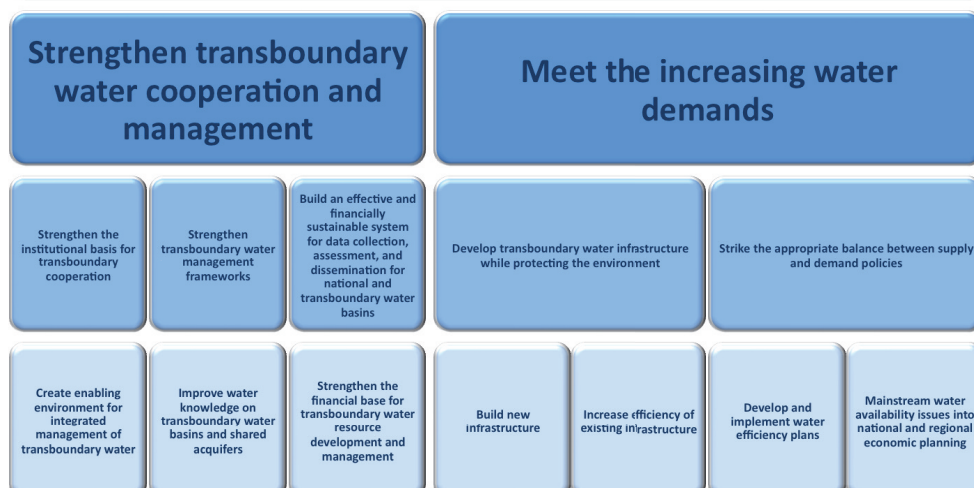 Strengthen transboundary
water cooperation and
management
Meet the increasing water
demands
Strengthen the
institutional basis for
transboundary
cooperation
Strengthen
transboundary water
management
frameworks
Build an effective and
financially
sustainable system
for data collection,
assessment, and
dissemination for
national and
transboundary water
basins
Develop transboundary water infrastructure
while protecting the environment
Strike the appropriate balance between supply
and demand policies
Create enabling
environment for
integrated
management of
transboundary water
Improve water
knowledge on
transboundary water
basins and shared
acquifers
Strengthen the
financial base for
transboundary water
resource
development and
management
Build new
infrastructure
Increase efficiency of
existing infrastructure
Develop and
implement water
efficiency plans
Mainstream water
availability issues into
national and regional
economic planning